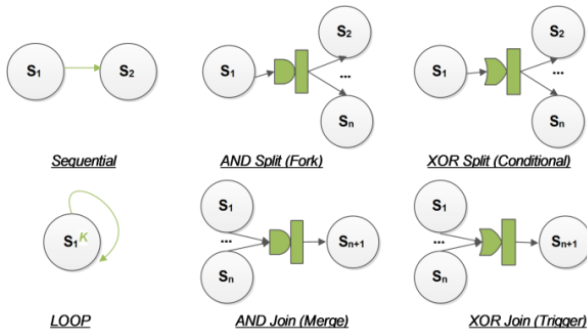 S₁ S₂
Sequential
S₁ S₂ ... Sₙ
AND Split (Fork)
S₁ S₂ ... Sₙ
XOR Split (Conditional)
S₁ K
LOOP
S₁ ... Sₙ Sₙ₊₁
AND Join (Merge)
S₁ ... Sₙ Sₙ₊₁
XOR Join (Trigger)